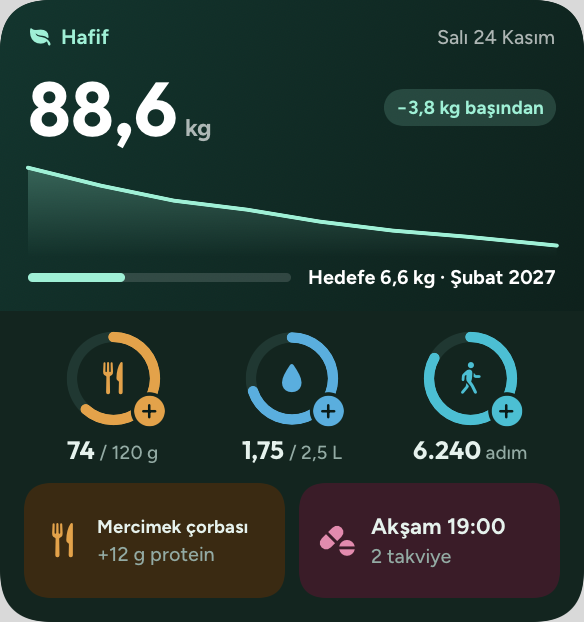 Hafif
Salı 24 Kasım
88,6 kg
−3,8 kg başından
Hedefe 6,6 kg · Şubat 2027
74 / 120 g
1,75 / 2,5 L
6.240 adım
Mercimek çorbası
+12 g protein
Akşam 19:00
2 takviye